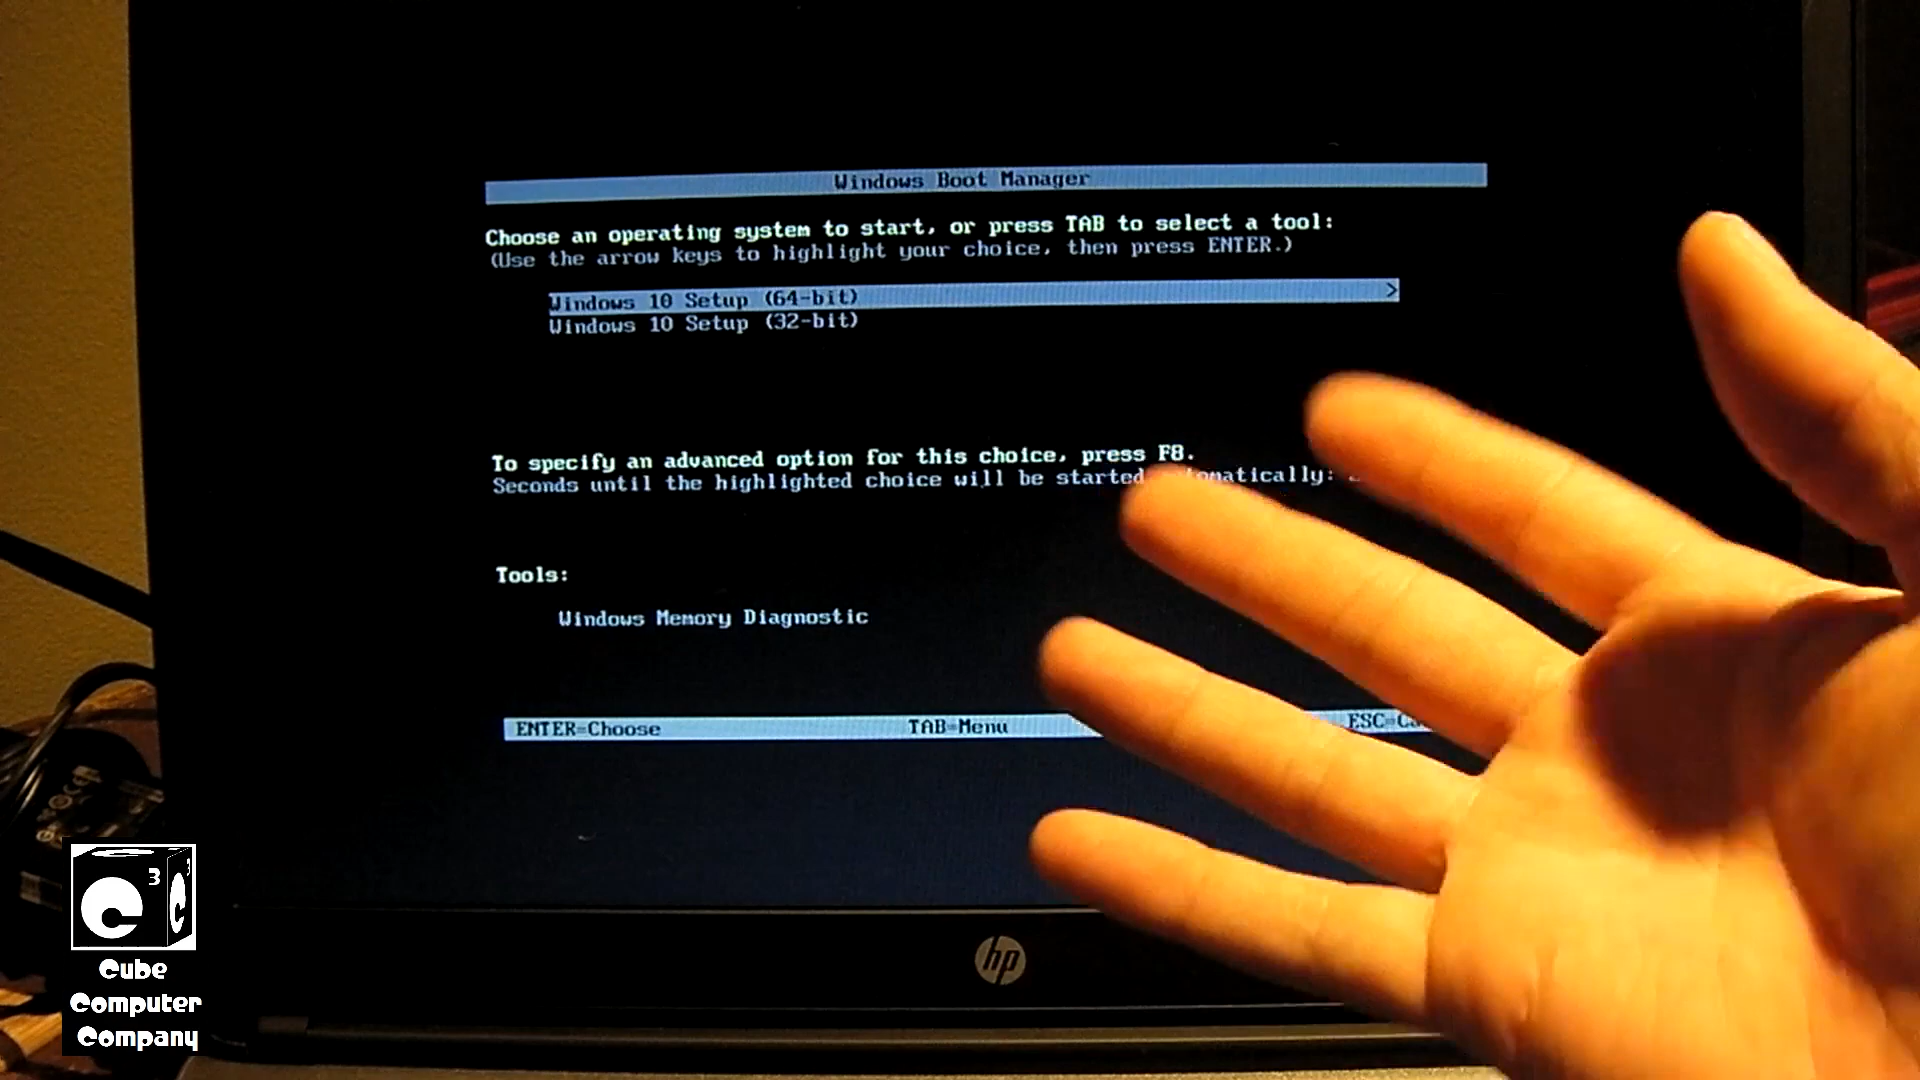 Windows Boot Manager
Choose an operating system to start, or press TAB to select a tool:
(Use the arrow keys to highlight your choice, then press ENTER.)
Windows 10 Setup (64-bit) >
Windows 10 Setup (32-bit)
To specify an advanced option for this choice, press F8.
Seconds until the highlighted choice will be started
Tools:
Windows Memory Diagnostic
ENTER=Choose TAB=Menu
hp
C 3 C 3
Cube
Computer
Company